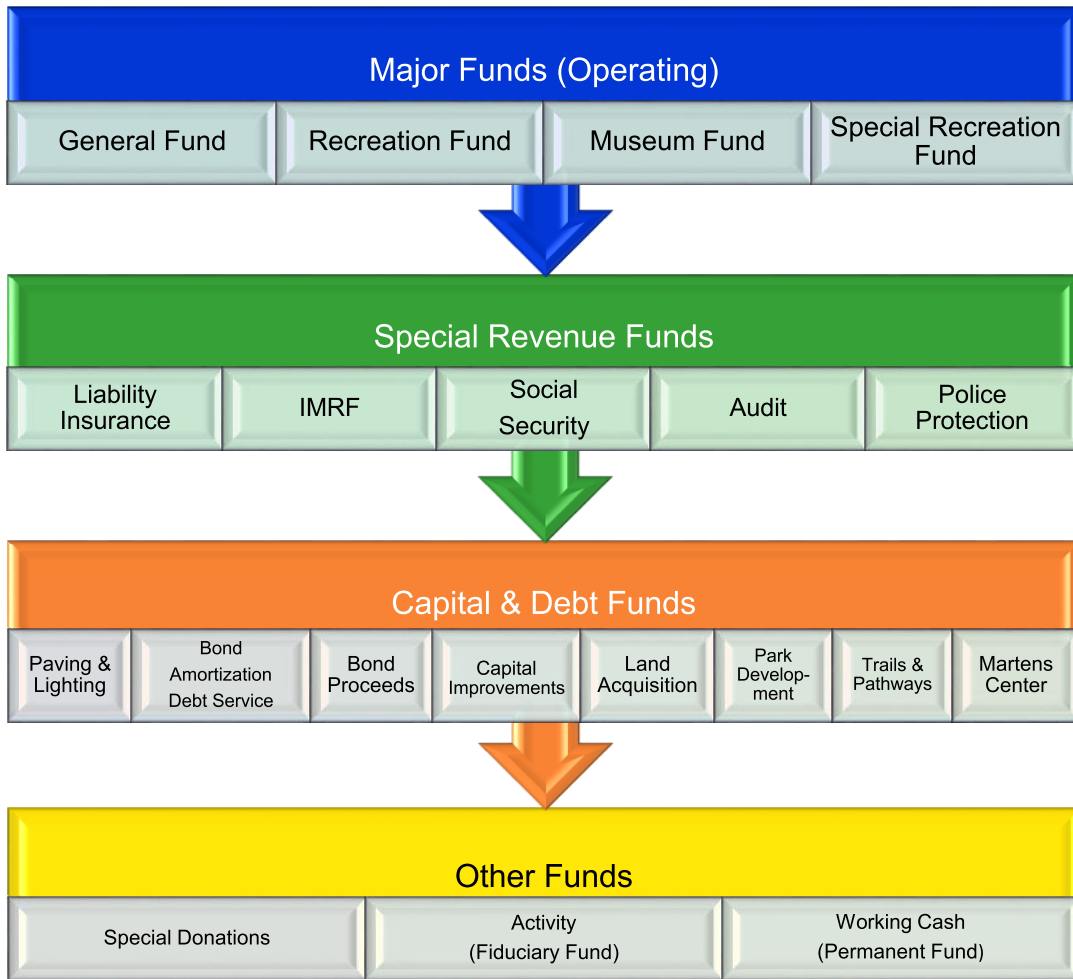 Major Funds (Operating)
General Fund
Recreation Fund
Museum Fund
Special Recreation
Fund
Special Revenue Funds
Liability
Insurance
IMRF
Social
Security
Audit
Police
Protection
Capital & Debt Funds
Paving &
Lighting
Bond
Amortization
Debt Service
Bond
Proceeds
Capital
Improvements
Land
Acquisition
Park
Develop-
ment
Trails &
Pathways
Martens
Center
Other Funds
Special Donations
Activity
(Fiduciary Fund)
Working Cash
(Permanent Fund)